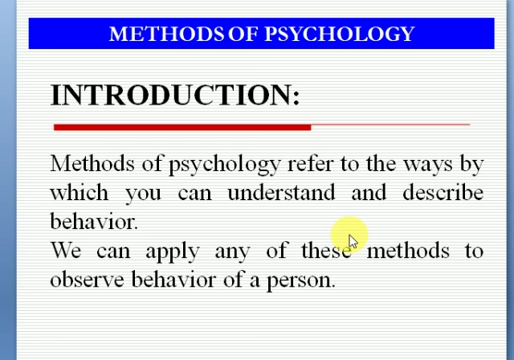 METHODS OF PSYCHOLOGY
INTRODUCTION:
Methods of psychology refer to the ways by
which you can understand and describe
behavior.
We can apply any of these methods to
observe behavior of a person.